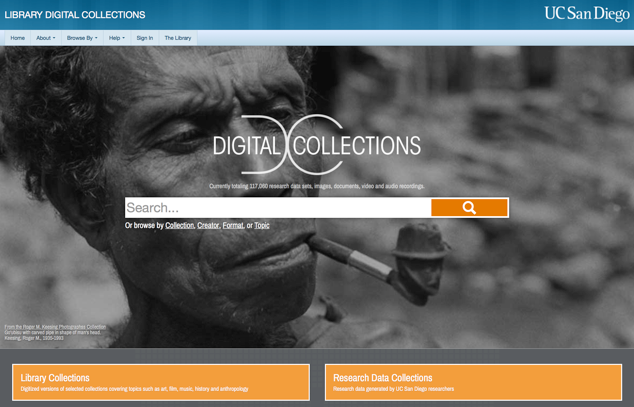 LIBRARY DIGITAL COLLECTIONS
UC San Diego
Home About Browse By Help Sign In The Library
DIGITAL COLLECTIONS
Currently totaling 117,060 research data sets, images, documents, video and audio recordings.
Search...
Or browse by Collection, Creator, Format, or Topic
From the Roger M. Keesing Photographs Collection
with carved pipe in shape of man's head.
Keesing, Roger M., 1935-1993
Library Collections
Digitized versions of selected collections covering topics such as art, film, music, history and anthropology
Research Data Collections
Research data generated by UC San Diego researchers